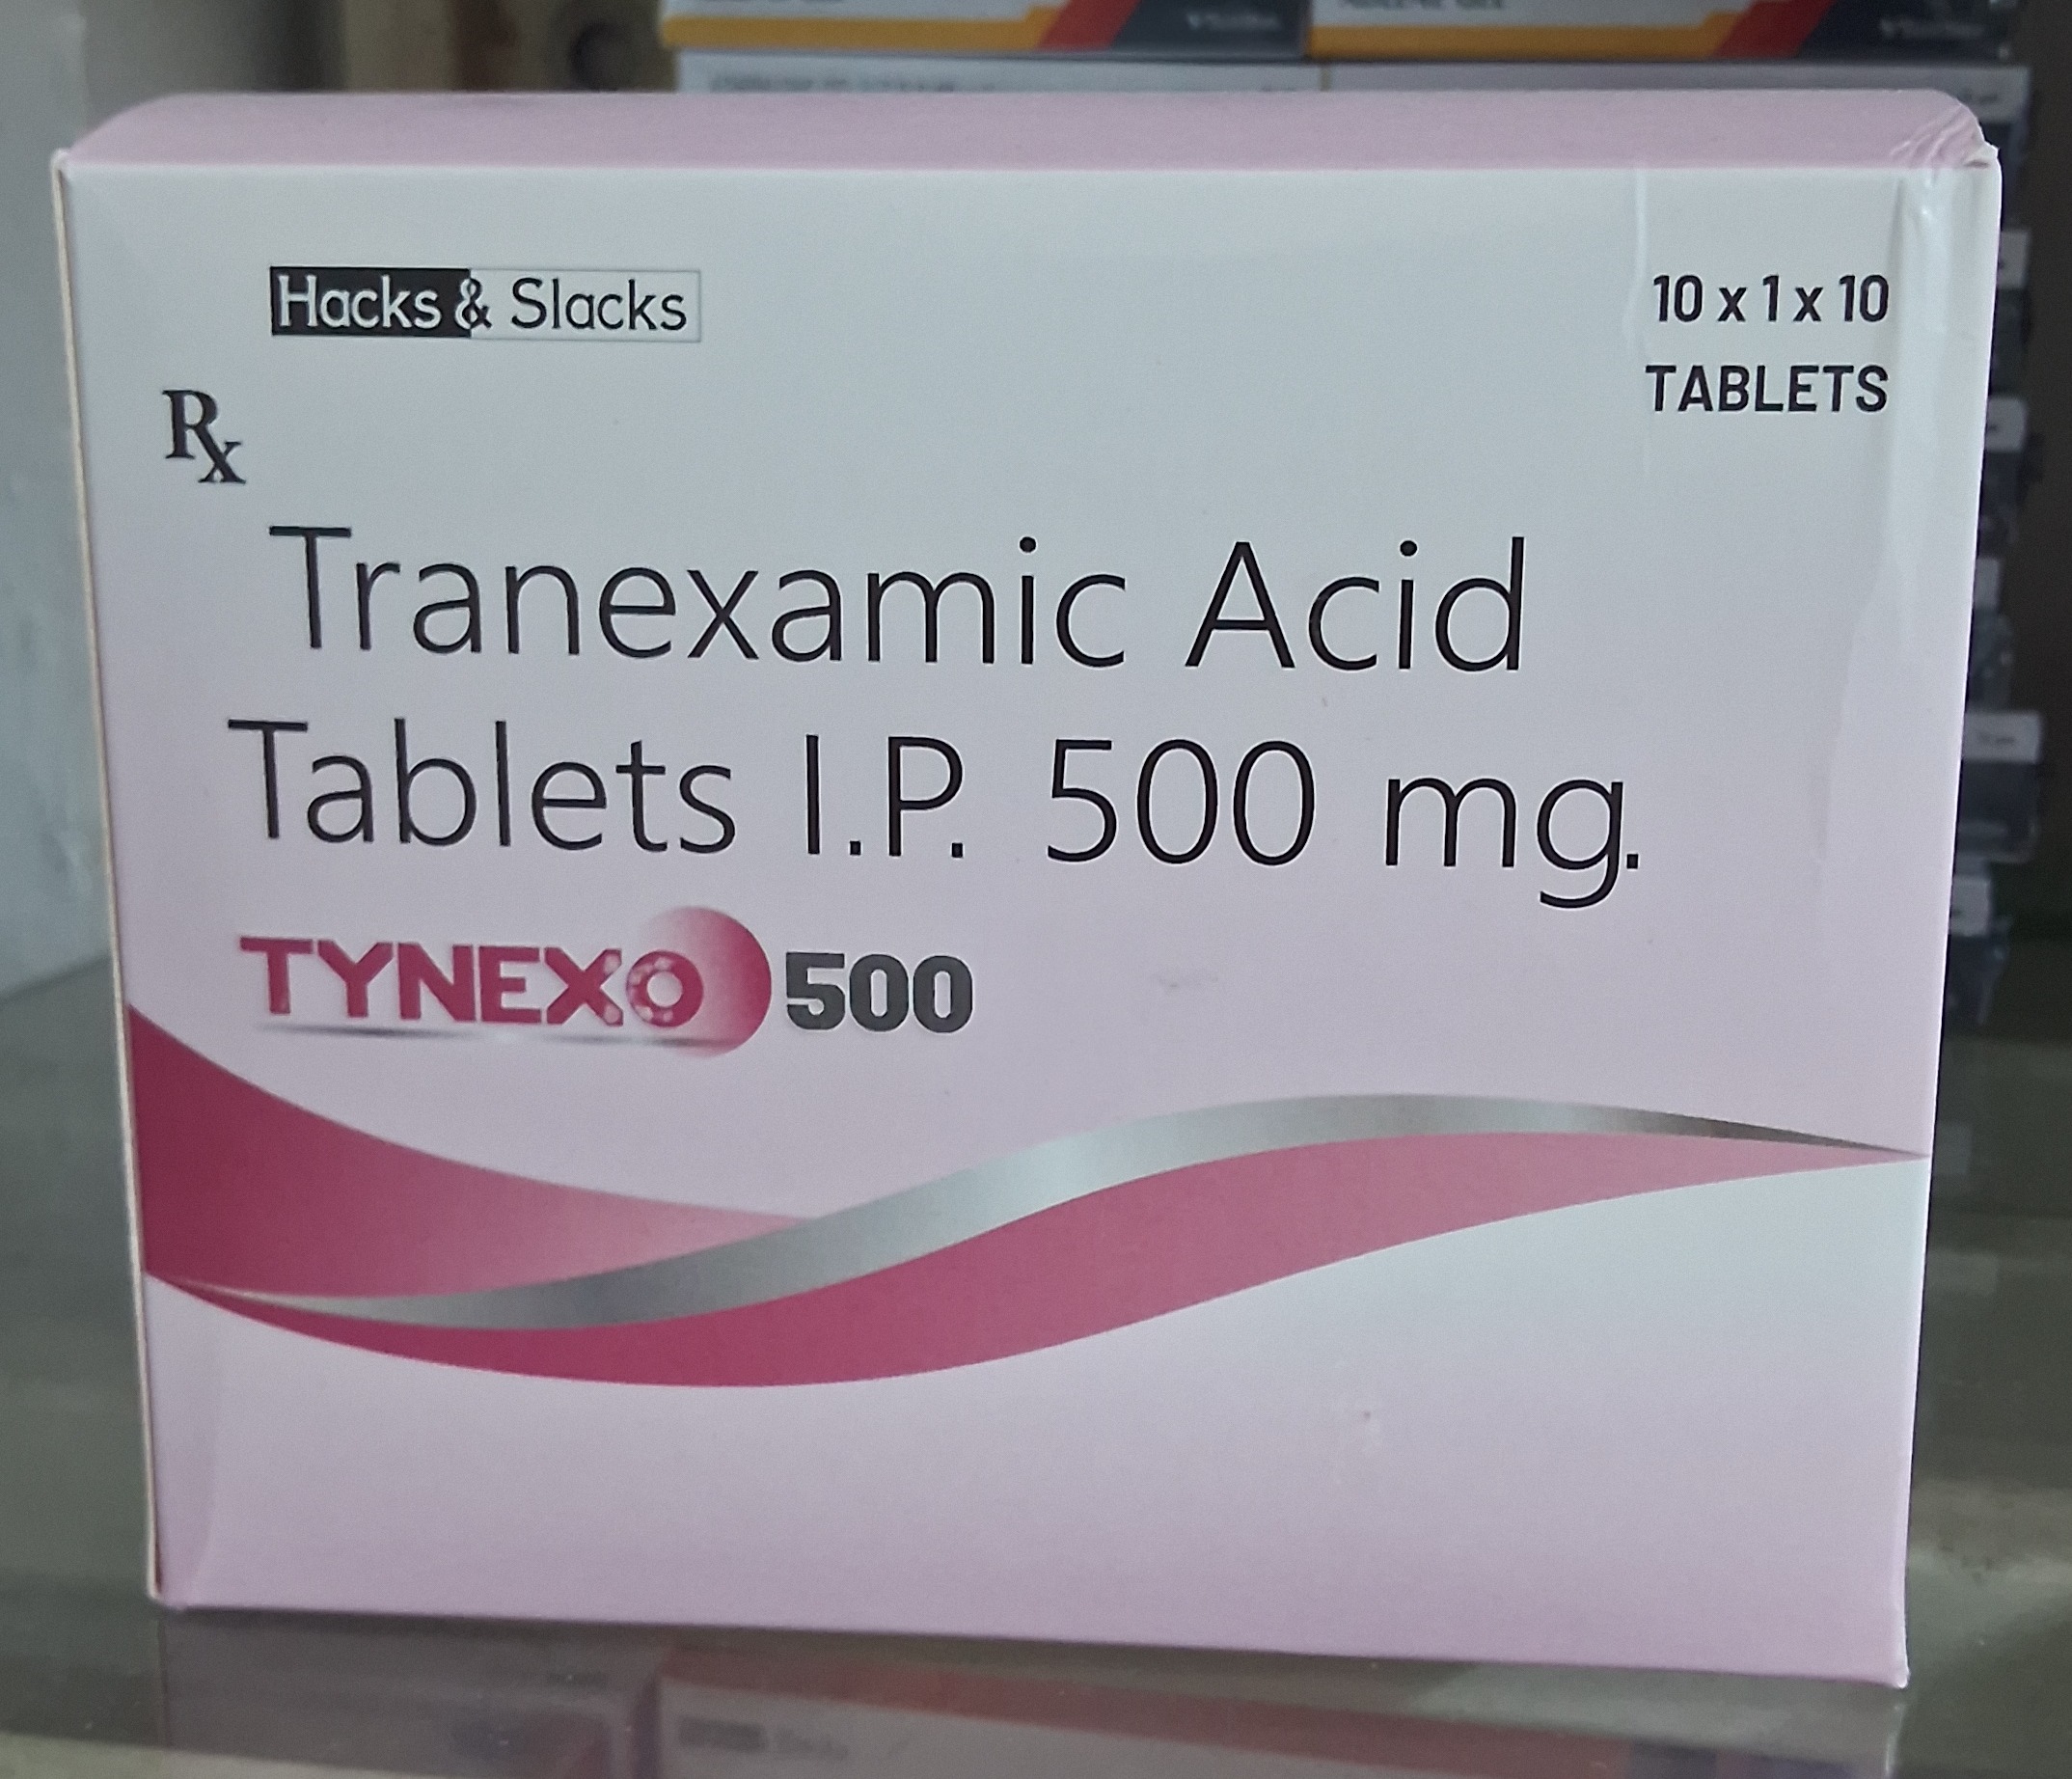 Hacks & Slacks
10 x 1 x 10
TABLETS
Rx
Tranexamic Acid
Tablets I.P. 500 mg.
TYNEXO 500